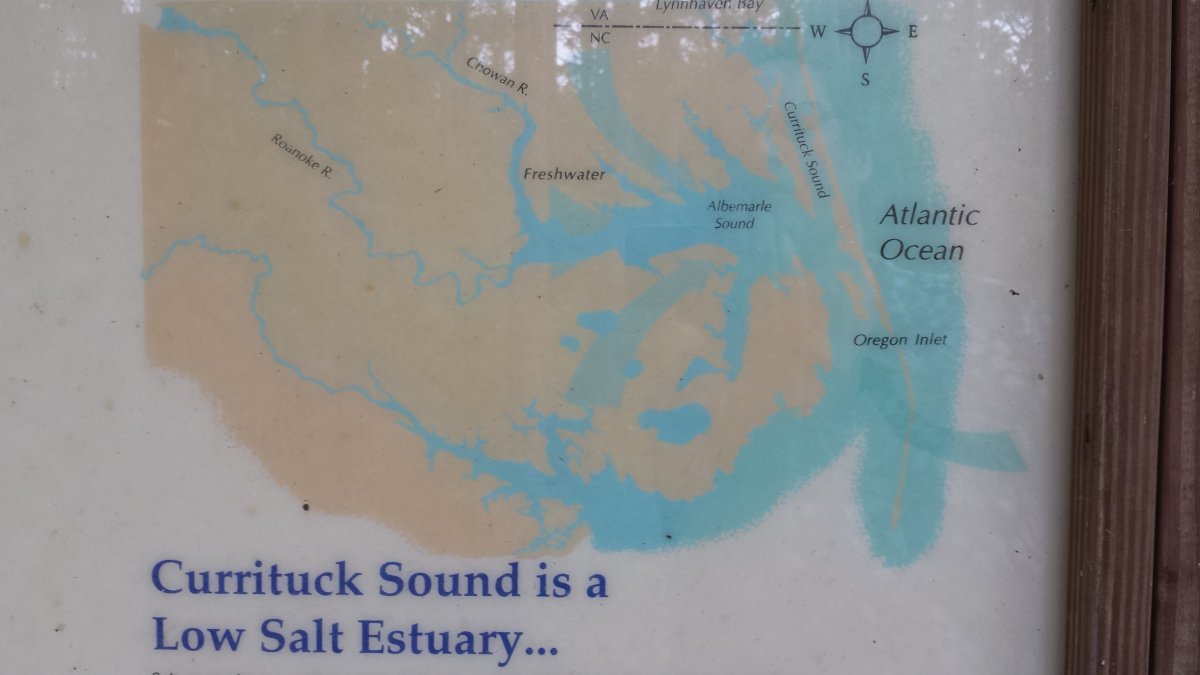 Lynnhaven Bay
VA
NC
W
E
S
Chowan R.
Roanoke R.
Currituck Sound
Freshwater
Albemarle
Sound
Atlantic
Ocean
Oregon Inlet
Currituck Sound is a
Low Salt Estuary...